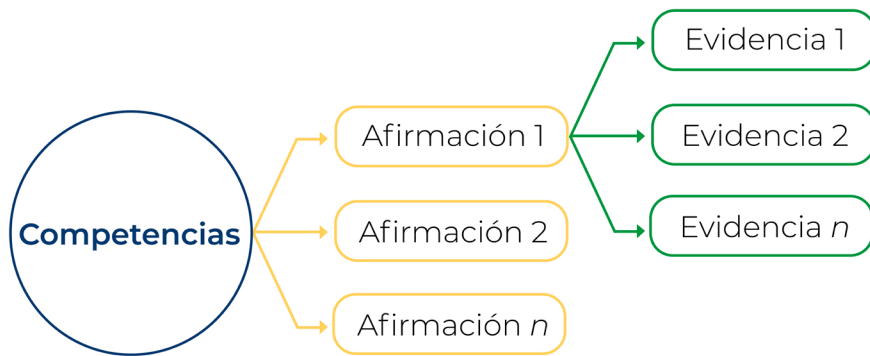 Competencias
Afirmación 1
Afirmación 2
Afirmación n
Evidencia 1
Evidencia 2
Evidencia n